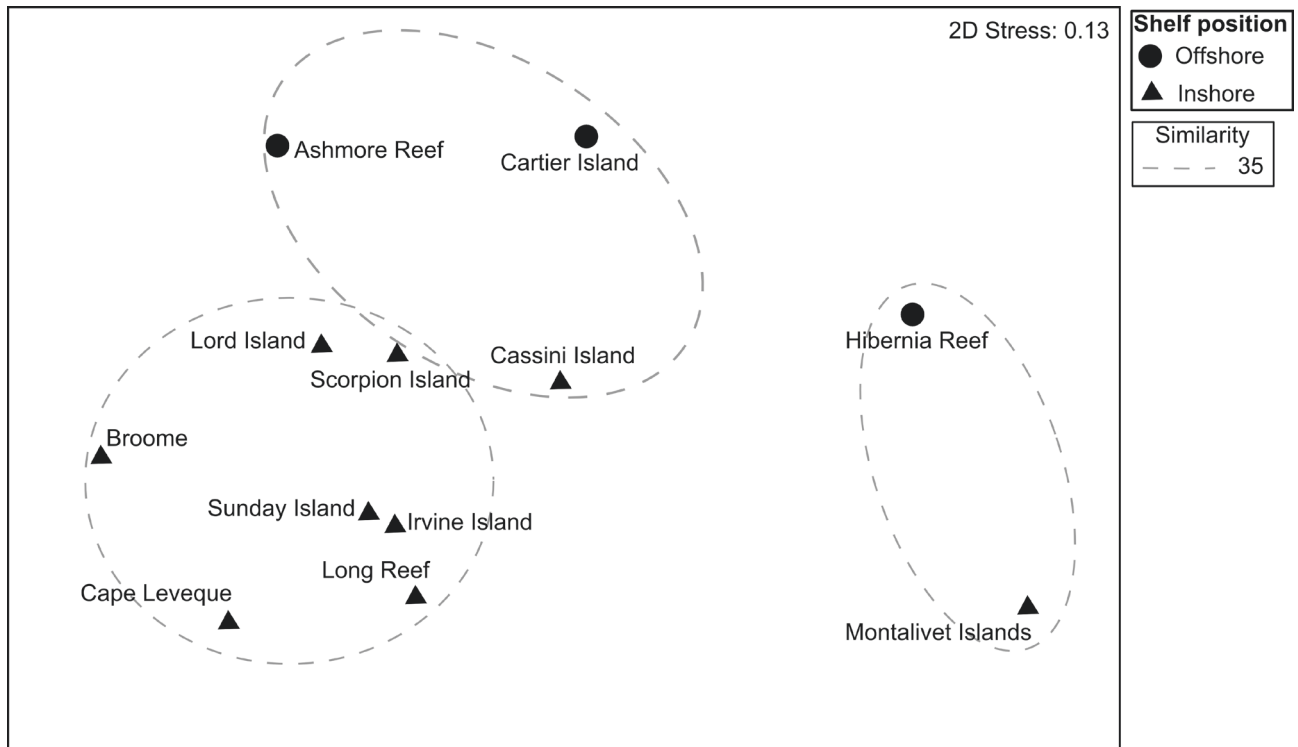 2D Stress: 0.13
Shelf position
Offshore
Inshore
Similarity
35
Ashmore Reef
Cartier Island
Lord Island
Scorpion Island
Cassini Island
Hibernia Reef
Broome
Sunday Island
Irvine Island
Long Reef
Cape Leveque
Montalivet Islands